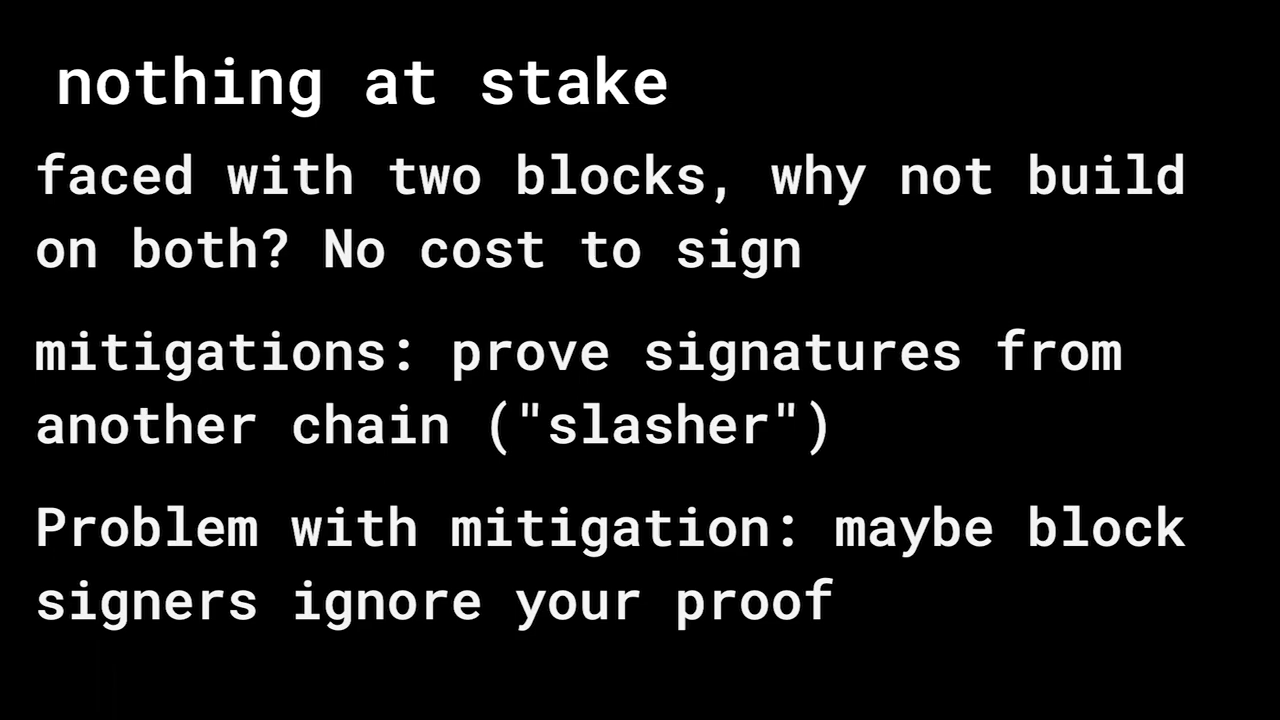 nothing at stake
faced with two blocks, why not build
on both? No cost to sign
mitigations: prove signatures from
another chain ("slasher")
Problem with mitigation: maybe block
signers ignore your proof